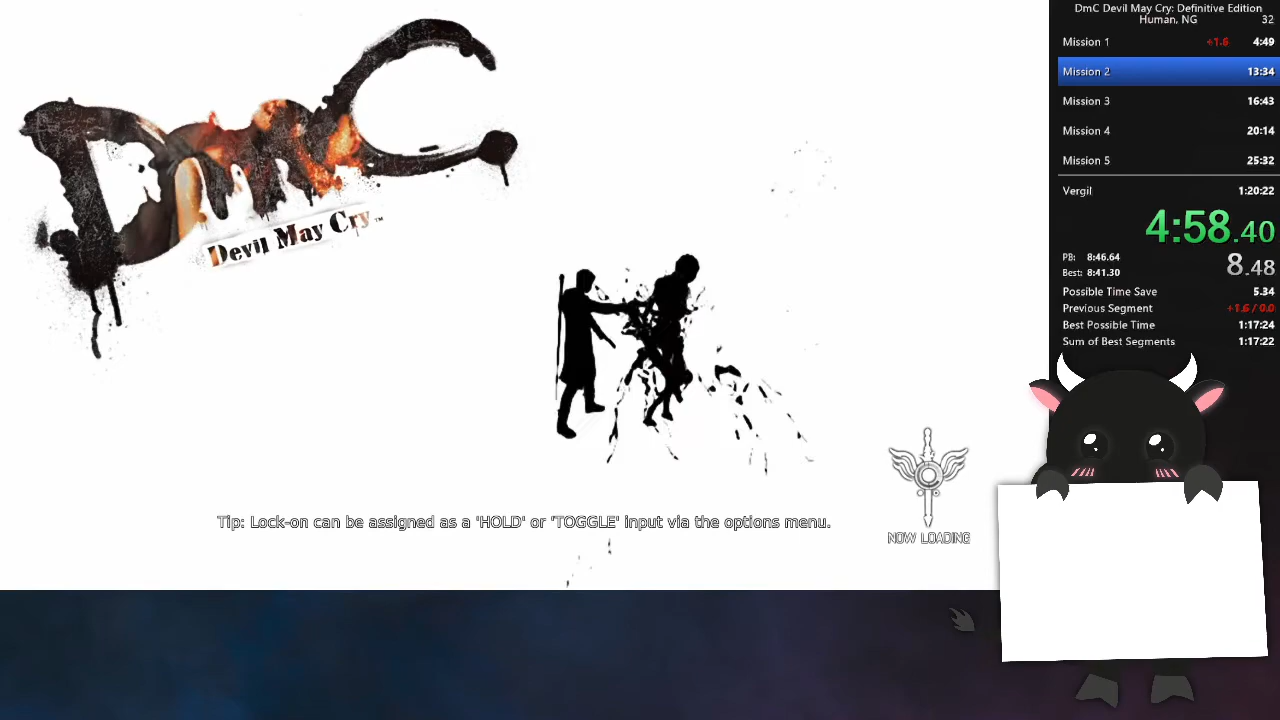 DmC
Devil May Cry ™
Tip: Lock-on can be assigned as a 'HOLD' or 'TOGGLE' input via the options menu.
NOW LOADING
DmC Devil May Cry: Definitive Edition
Human, NG 32
Mission 1 +1.6 4:49
Mission 2 13:34
Mission 3 16:43
Mission 4 20:14
Mission 5 25:32
Vergil 1:20:22
4:58.40
PB: 8:46.64
Best: 8:41.30
8.48
Possible Time Save 5.34
Previous Segment +1.6 / 0.0
Best Possible Time 1:17:24
Sum of Best Segments 1:17:22